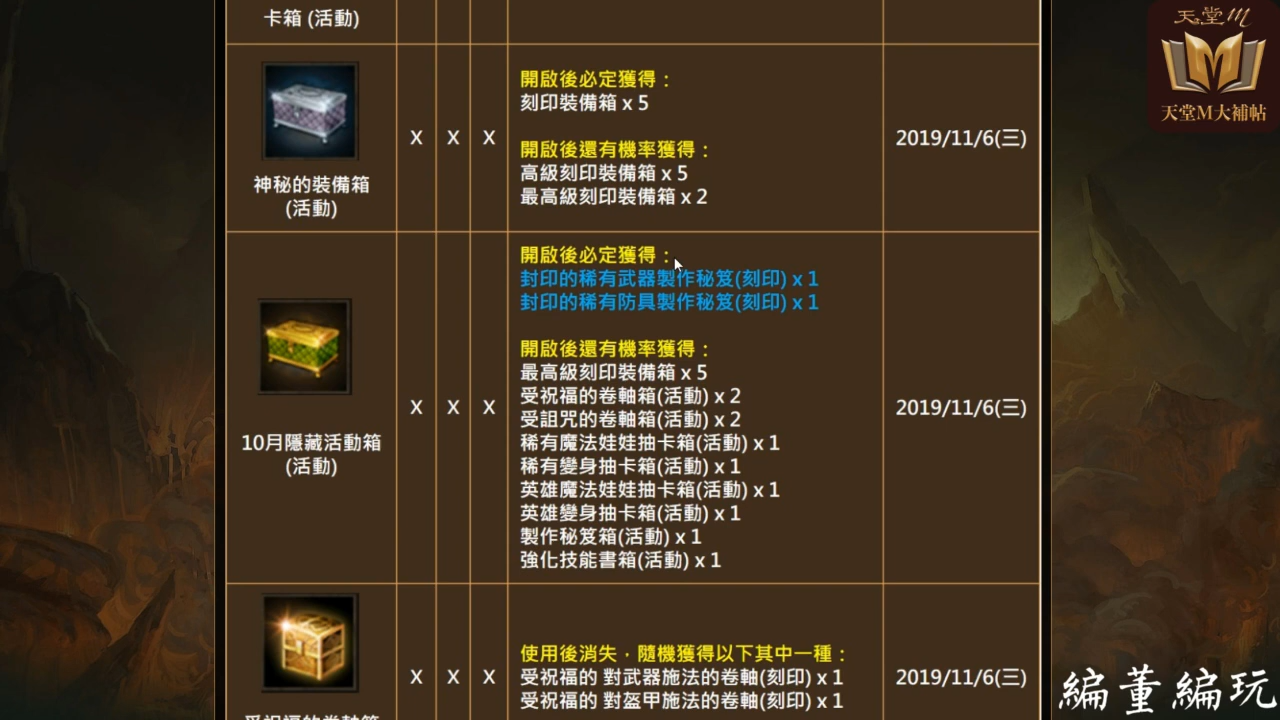 卡箱 (活動)
天堂M
天堂M大補帖
神秘的裝備箱
(活動)
X
X
X
開啟後必定獲得：
刻印裝備箱 x 5
開啟後還有機率獲得：
高級刻印裝備箱 x 5
最高級刻印裝備箱 x 2
2019/11/6(三)
10月隱藏活動箱
(活動)
X
X
X
開啟後必定獲得：
封印的稀有武器製作秘笈(刻印) x 1
封印的稀有防具製作秘笈(刻印) x 1
開啟後還有機率獲得：
最高級刻印裝備箱 x 5
受祝福的卷軸箱(活動) x 2
受詛咒的卷軸箱(活動) x 2
稀有魔法娃娃抽卡箱(活動) x 1
稀有變身抽卡箱(活動) x 1
英雄魔法娃娃抽卡箱(活動) x 1
英雄變身抽卡箱(活動) x 1
製作秘笈箱(活動) x 1
強化技能書箱(活動) x 1
2019/11/6(三)
受祝福的卷軸箱
X
X
X
使用後消失，隨機獲得以下其中一種：
受祝福的 對武器施法的卷軸(刻印) x 1
受祝福的 對盔甲施法的卷軸(刻印) x 1
2019/11/6(三)
編董編玩